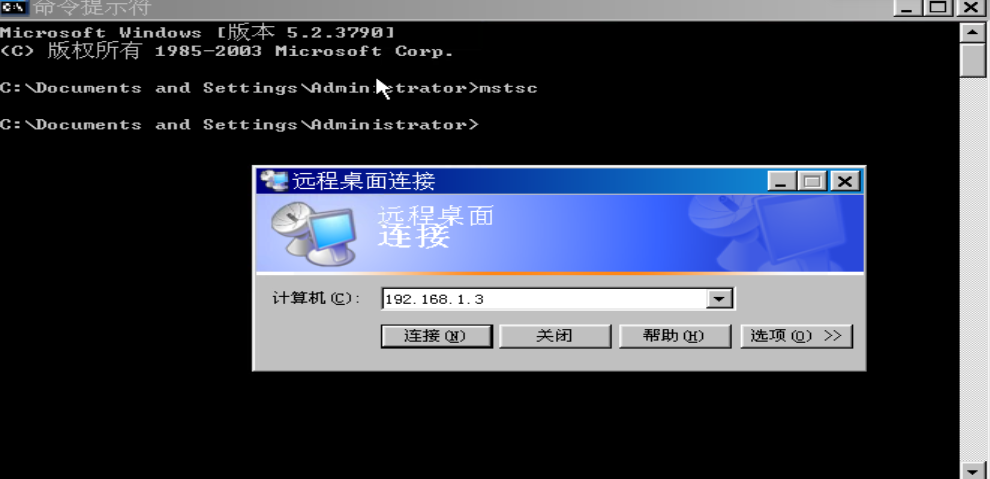 命令提示符
Microsoft Windows [版本 5.2.3790]
(C) 版权所有 1985-2003 Microsoft Corp.
C:\Documents and Settings\Administrator>mstsc
C:\Documents and Settings\Administrator>
远程桌面连接
远程桌面
连接
计算机(C): 192.168.1.3
连接(N) 关闭 帮助(H) 选项(O) >>